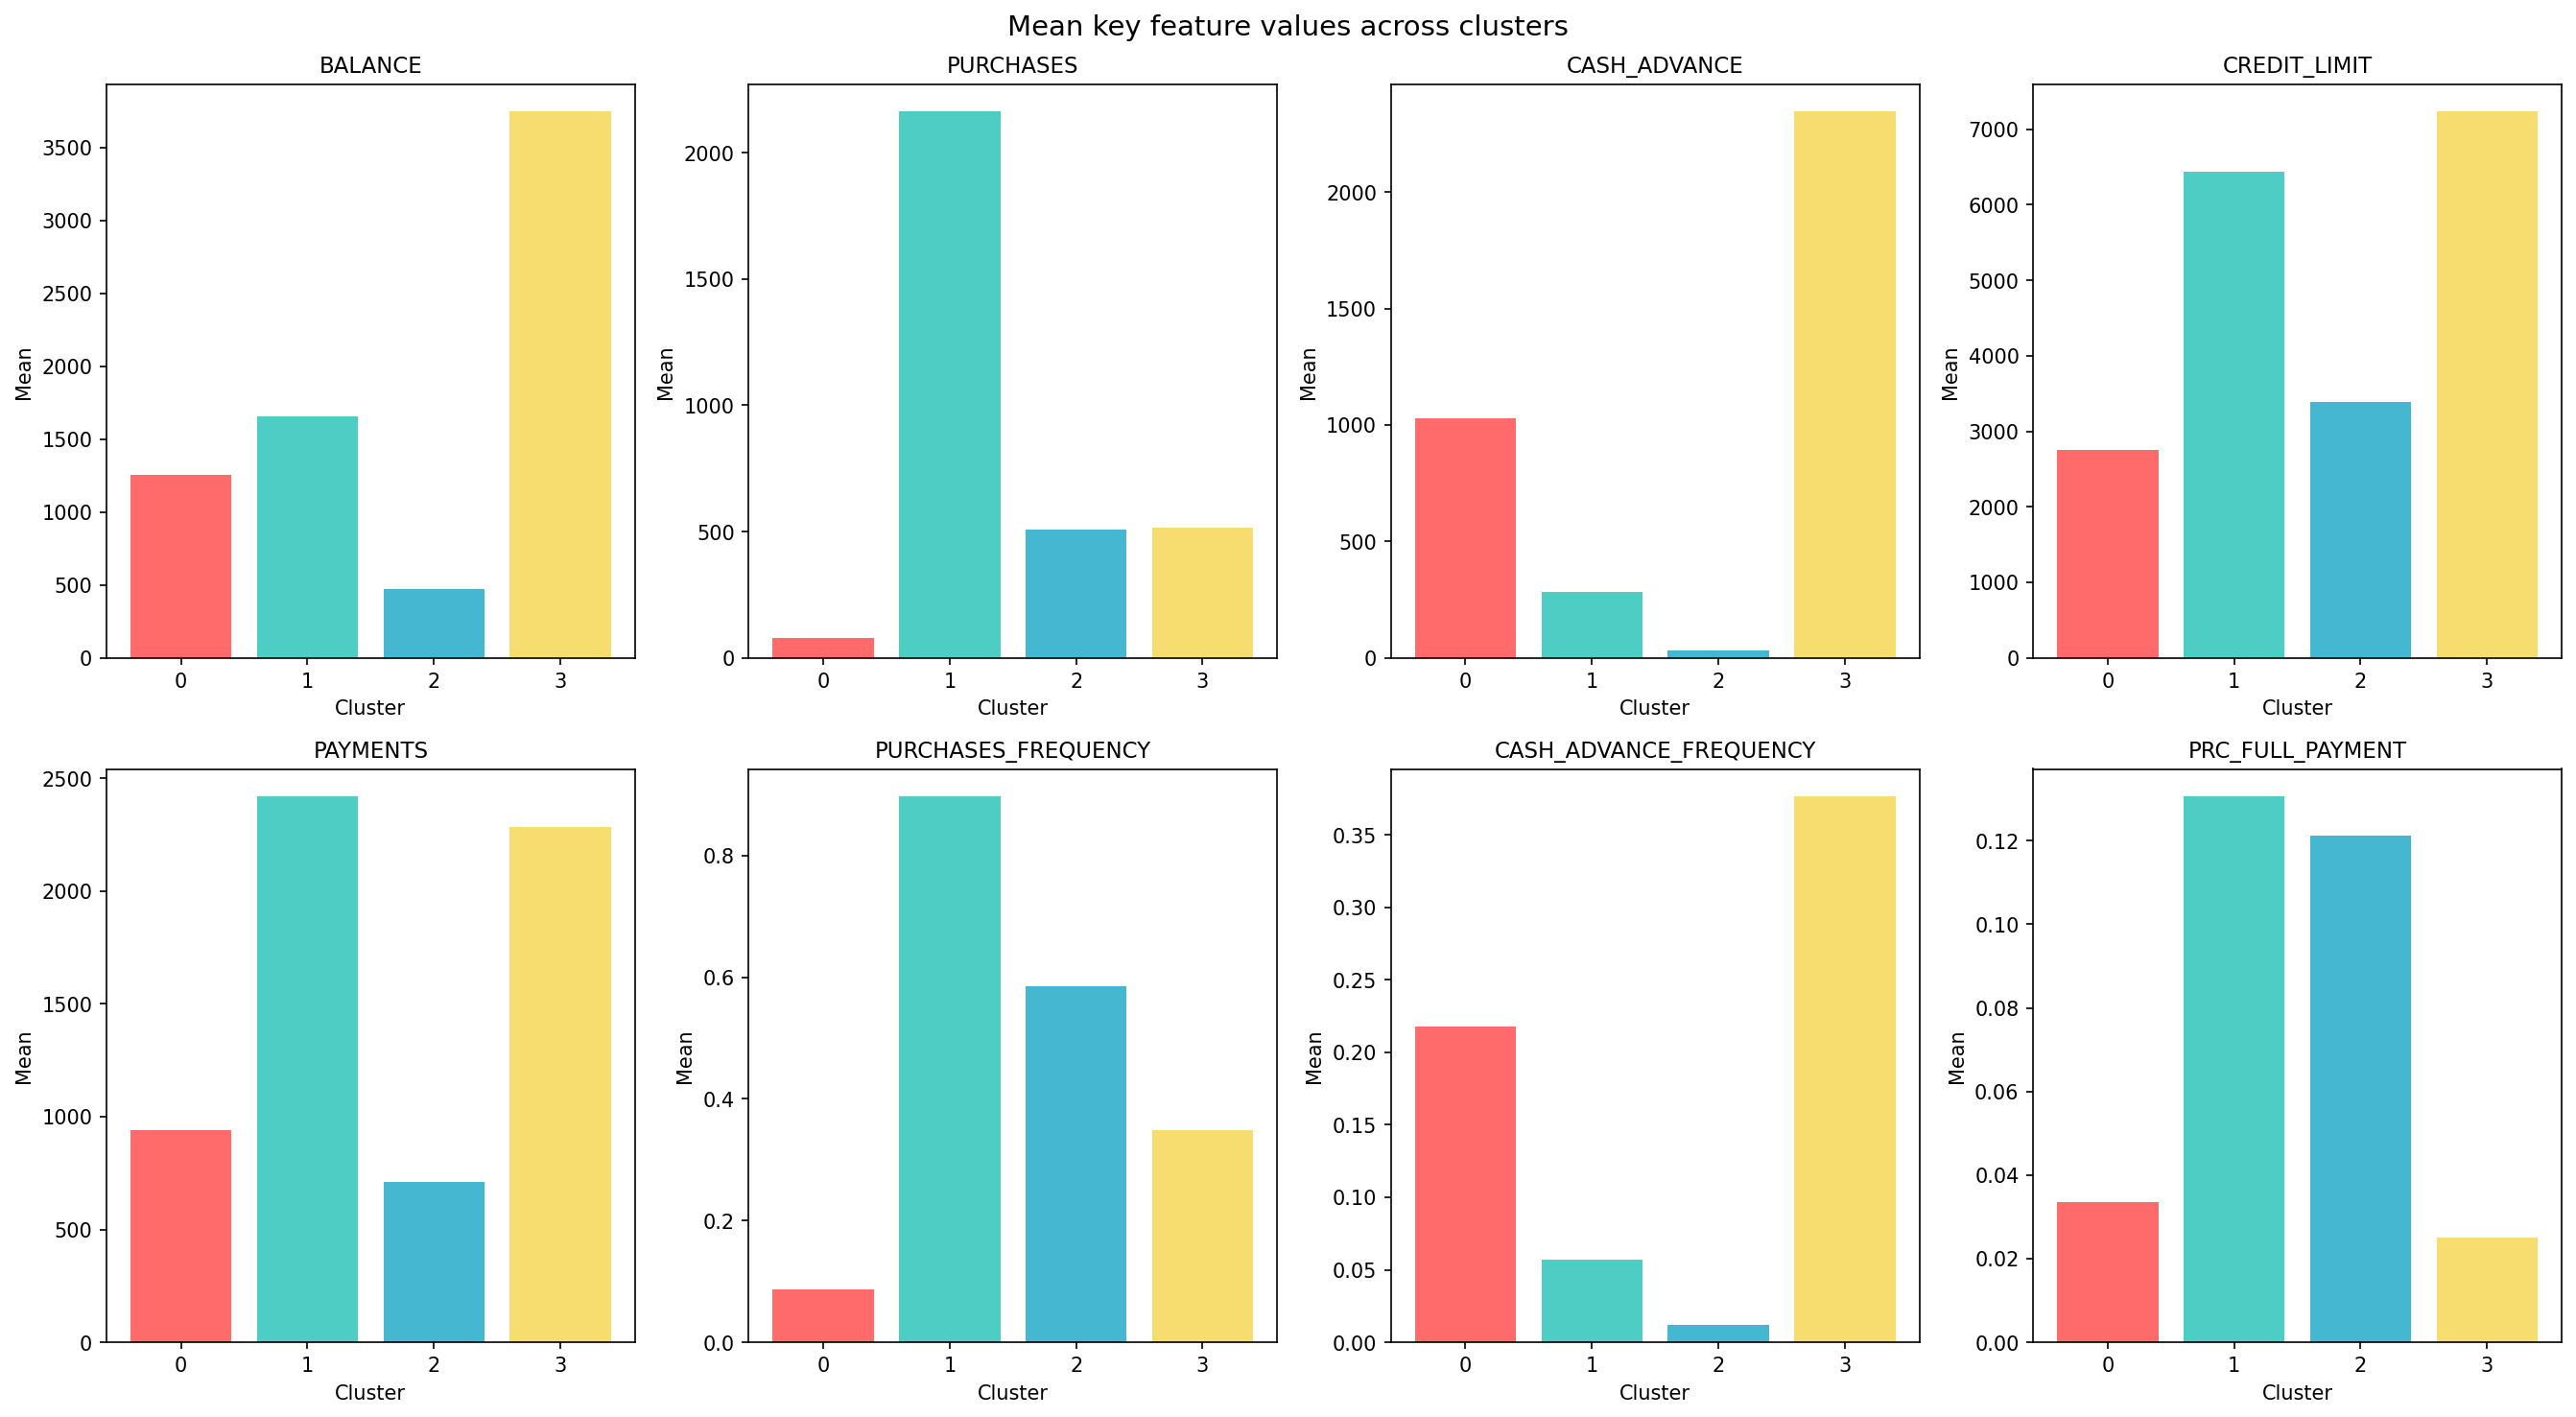 Mean key feature values across clusters
BALANCE
3500
3000
2500
2000
1500
1000
500
0
Mean
0 1 2 3
Cluster
PURCHASES
2000
1500
1000
500
0
Mean
0 1 2 3
Cluster
CASH_ADVANCE
2000
1500
1000
500
0
Mean
0 1 2 3
Cluster
CREDIT_LIMIT
7000
6000
5000
4000
3000
2000
1000
0
Mean
0 1 2 3
Cluster
PAYMENTS
2500
2000
1500
1000
500
0
Mean
0 1 2 3
Cluster
PURCHASES_FREQUENCY
0.8
0.6
0.4
0.2
0.0
Mean
0 1 2 3
Cluster
CASH_ADVANCE_FREQUENCY
0.35
0.30
0.25
0.20
0.15
0.10
0.05
0.00
Mean
0 1 2 3
Cluster
PRC_FULL_PAYMENT
0.12
0.10
0.08
0.06
0.04
0.02
0.00
Mean
0 1 2 3
Cluster